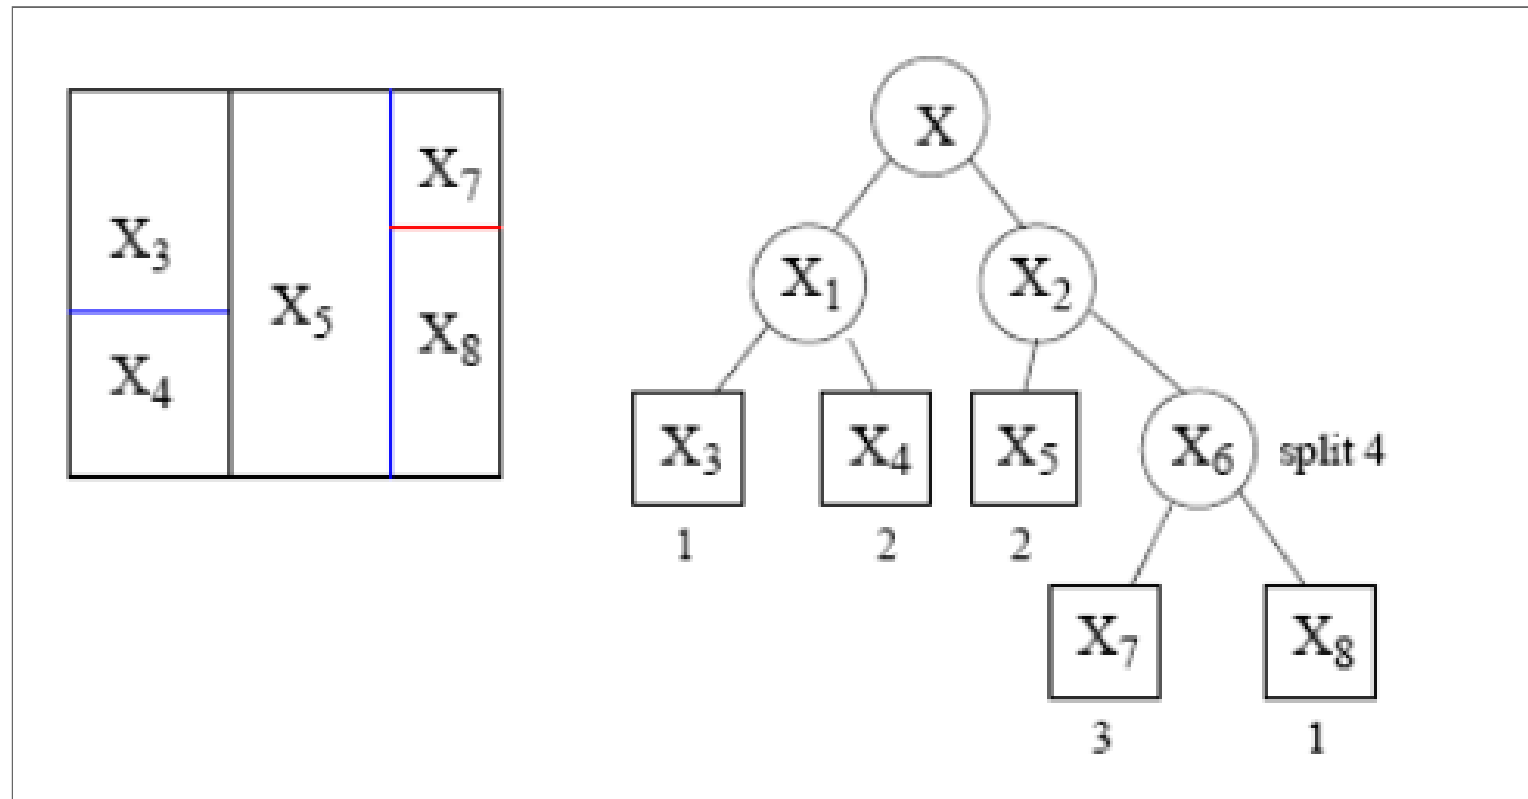 X
X₇
X₃
X₁ X₂
X₅
X₈
X₄
X₃ X₄ X₅ X₆ split 4
1 2 2
X₇ X₈
3 1